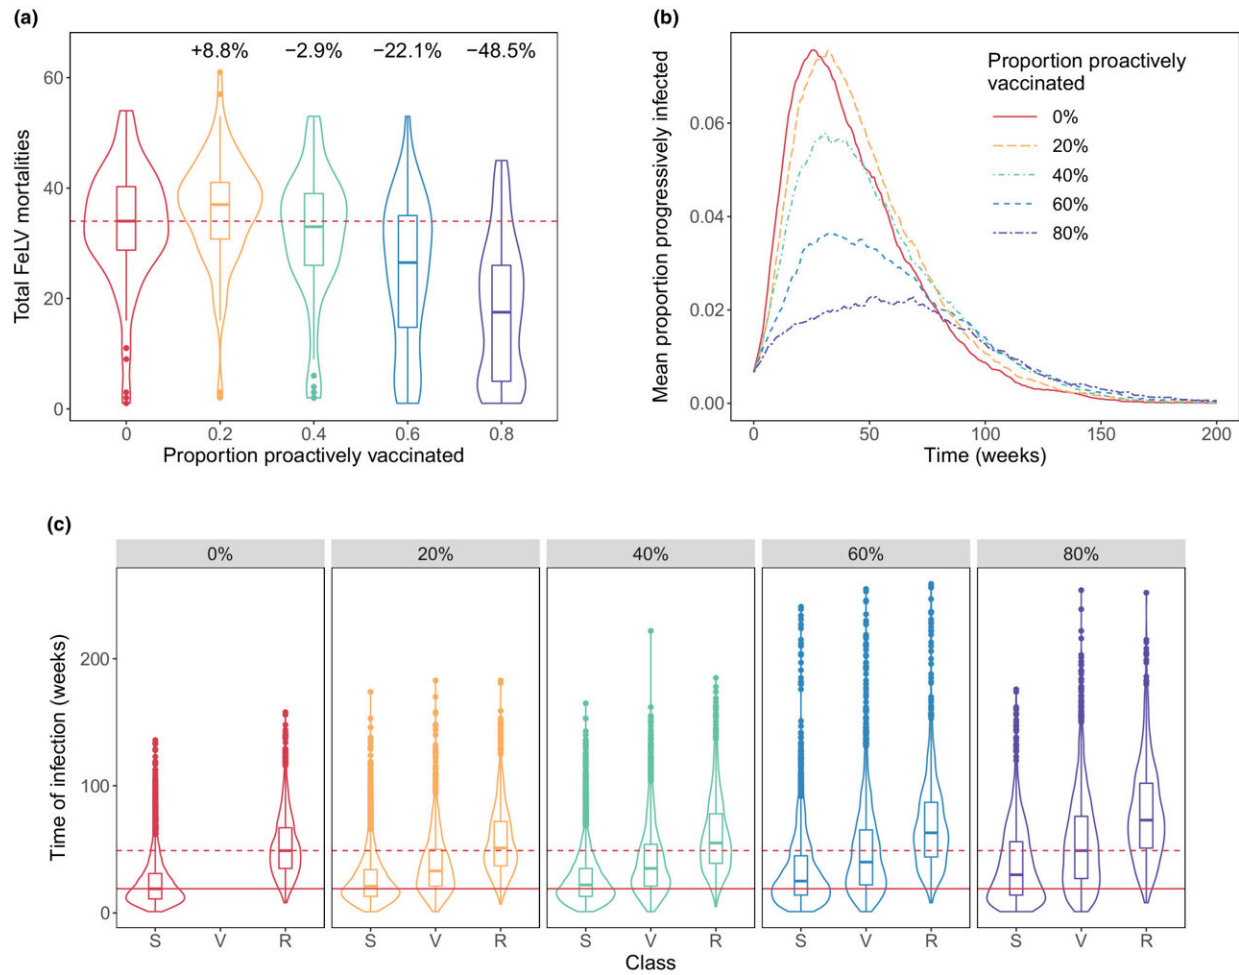 (a)
+8.8% −2.9% −22.1% −48.5%
Total FeLV mortalities
60
40
20
0
0 0.2 0.4 0.6 0.8
Proportion proactively vaccinated
(b)
Mean proportion progressively infected
0.06
0.04
0.02
0.00
Proportion proactively
vaccinated
0%
20%
40%
60%
80%
0 50 100 150 200
Time (weeks)
(c)
0% 20% 40% 60% 80%
Time of infection (weeks)
200
100
0
S V R S V R S V R S V R S V R
Class